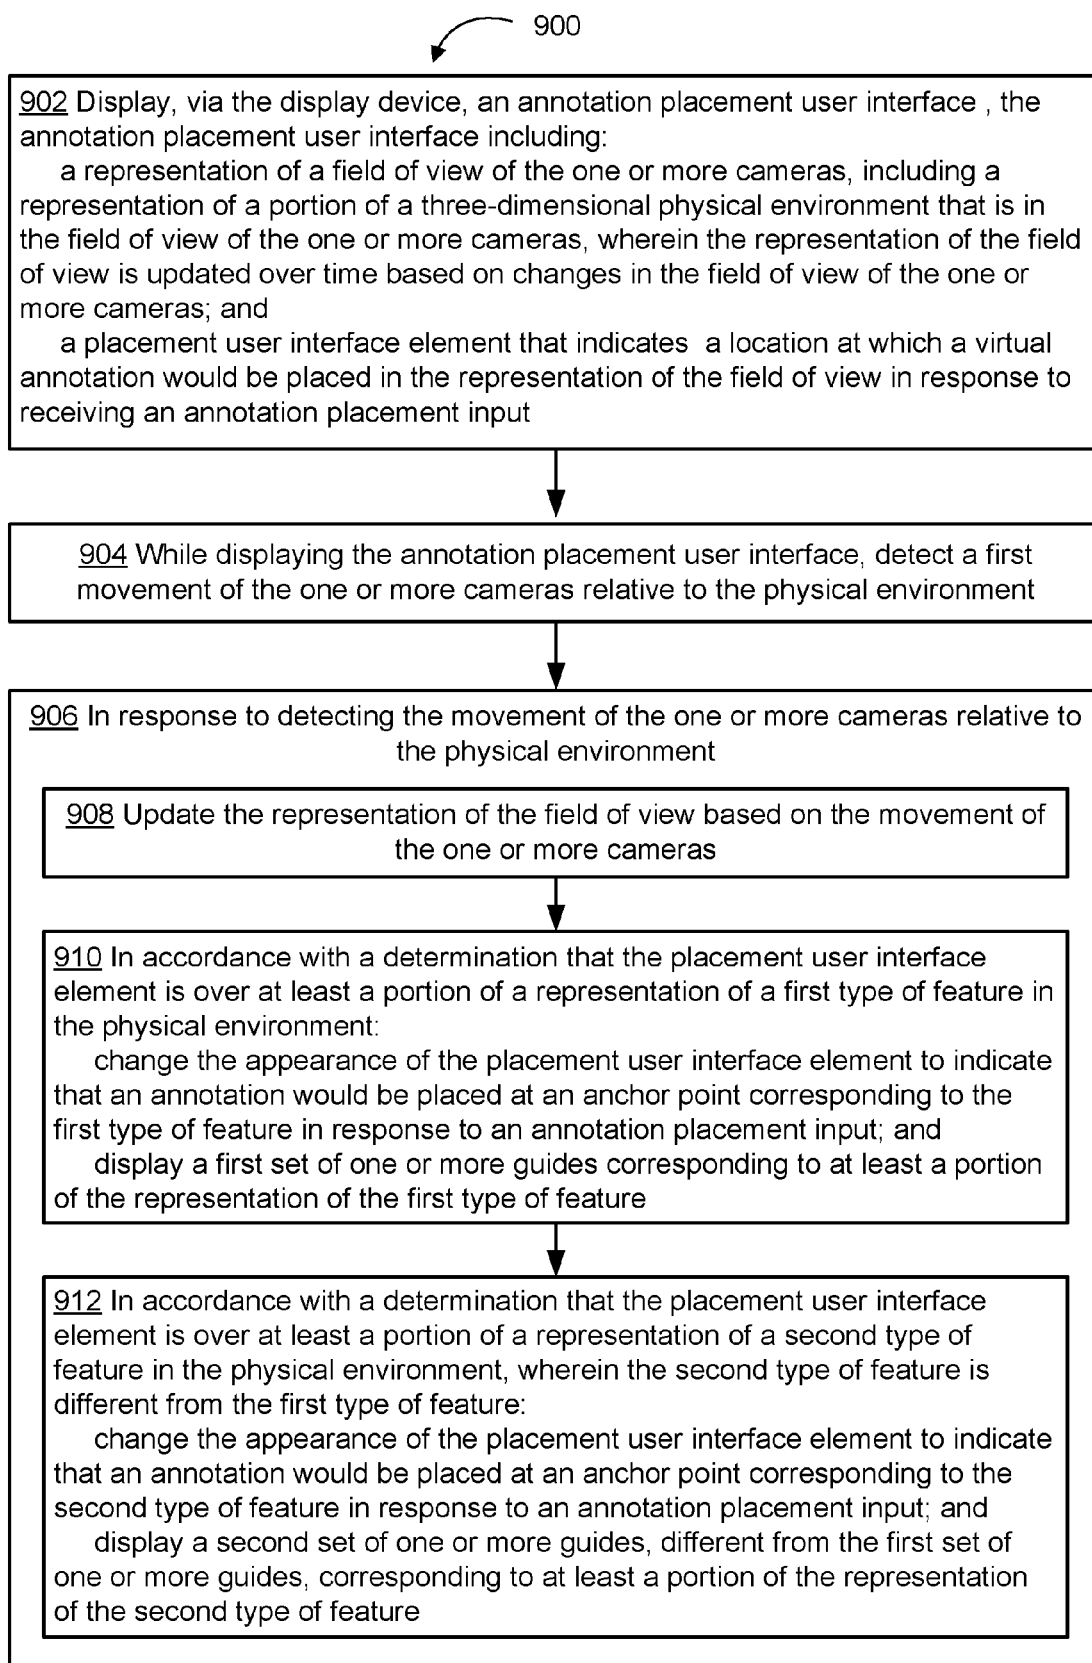 900
902 Display, via the display device, an annotation placement user interface , the
annotation placement user interface including:
a representation of a field of view of the one or more cameras, including a
representation of a portion of a three-dimensional physical environment that is in
the field of view of the one or more cameras, wherein the representation of the field
of view is updated over time based on changes in the field of view of the one or
more cameras; and
a placement user interface element that indicates a location at which a virtual
annotation would be placed in the representation of the field of view in response to
receiving an annotation placement input
904 While displaying the annotation placement user interface, detect a first
movement of the one or more cameras relative to the physical environment
906 In response to detecting the movement of the one or more cameras relative to
the physical environment
908 Update the representation of the field of view based on the movement of
the one or more cameras
910 In accordance with a determination that the placement user interface
element is over at least a portion of a representation of a first type of feature in
the physical environment:
change the appearance of the placement user interface element to indicate
that an annotation would be placed at an anchor point corresponding to the
first type of feature in response to an annotation placement input; and
display a first set of one or more guides corresponding to at least a portion
of the representation of the first type of feature
912 In accordance with a determination that the placement user interface
element is over at least a portion of a representation of a second type of
feature in the physical environment, wherein the second type of feature is
different from the first type of feature:
change the appearance of the placement user interface element to indicate
that an annotation would be placed at an anchor point corresponding to the
second type of feature in response to an annotation placement input; and
display a second set of one or more guides, different from the first set of
one or more guides, corresponding to at least a portion of the representation
of the second type of feature